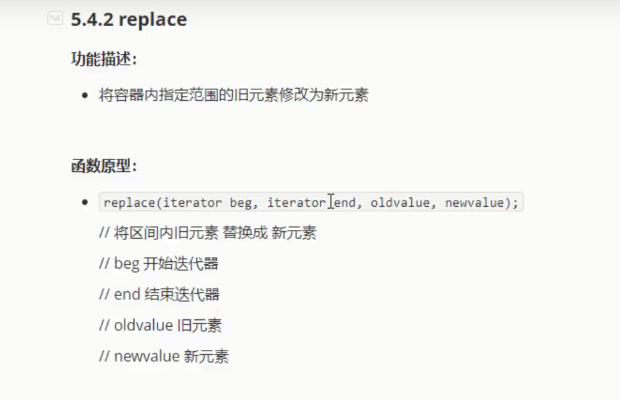 h4 5.4.2 replace
功能描述：
• 将容器内指定范围的旧元素修改为新元素
函数原型：
• replace(iterator beg, iterator end, oldvalue, newvalue);
// 将区间内旧元素 替换成 新元素
// beg 开始迭代器
// end 结束迭代器
// oldvalue 旧元素
// newvalue 新元素